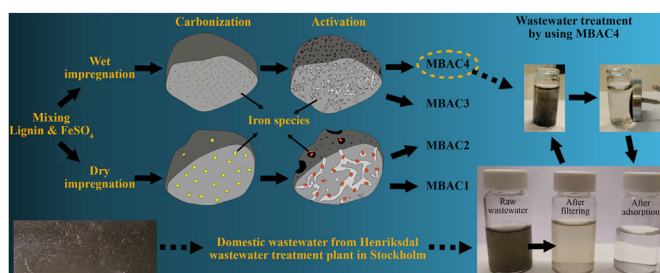 Carbonization
Activation
Wastewater treatment
by using MBAC4
Wet
impregnation
MBAC4
MBAC3
Mixing
Lignin & FeSO₄
Iron species
Dry
impregnation
MBAC2
MBAC1
Raw
wastewater
After
filtering
After
adsorption
Domestic wastewater from Henriksdal
wastewater treatment plant in Stockholm